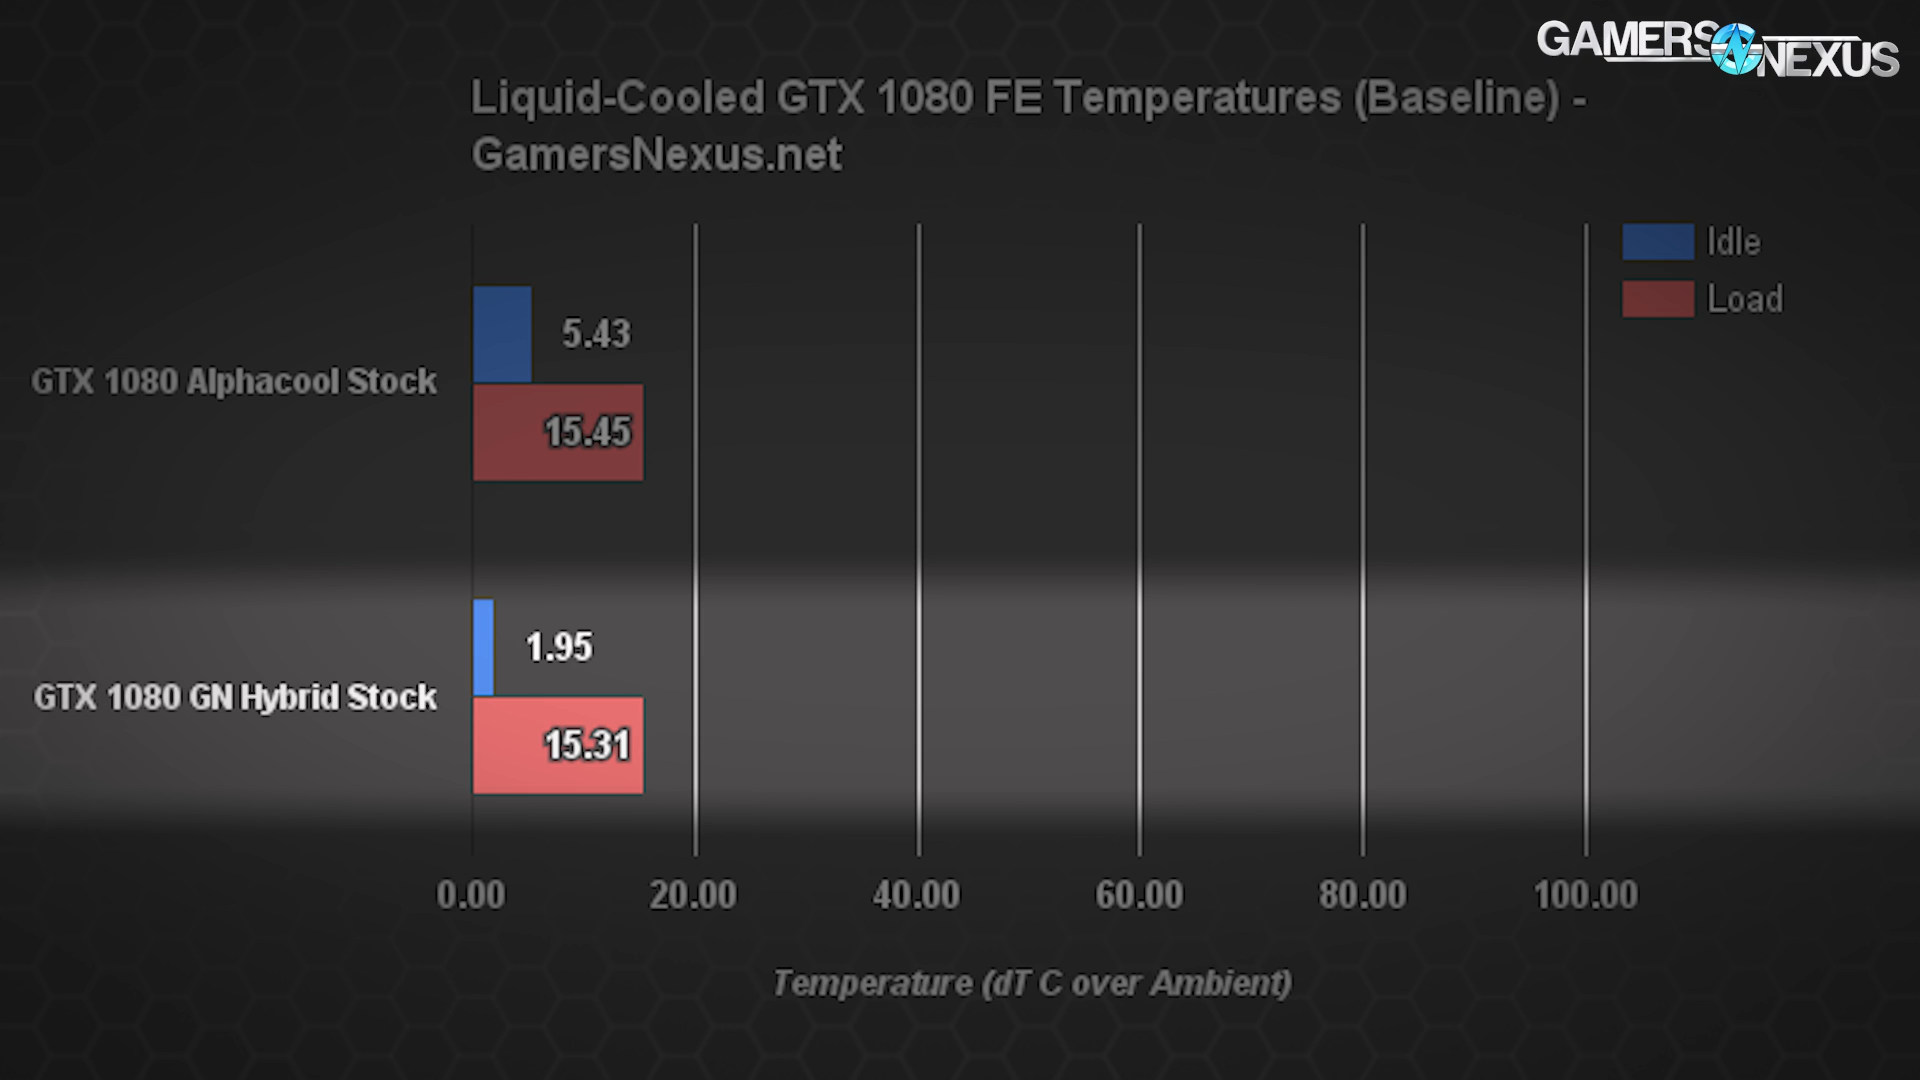 GAMERS NEXUS
Liquid-Cooled GTX 1080 FE Temperatures (Baseline) -
GamersNexus.net
Idle
Load
5.43
GTX 1080 Alphacool Stock
15.45
1.95
GTX 1080 GN Hybrid Stock
15.31
0.00 20.00 40.00 60.00 80.00 100.00
Temperature (dT C over Ambient)